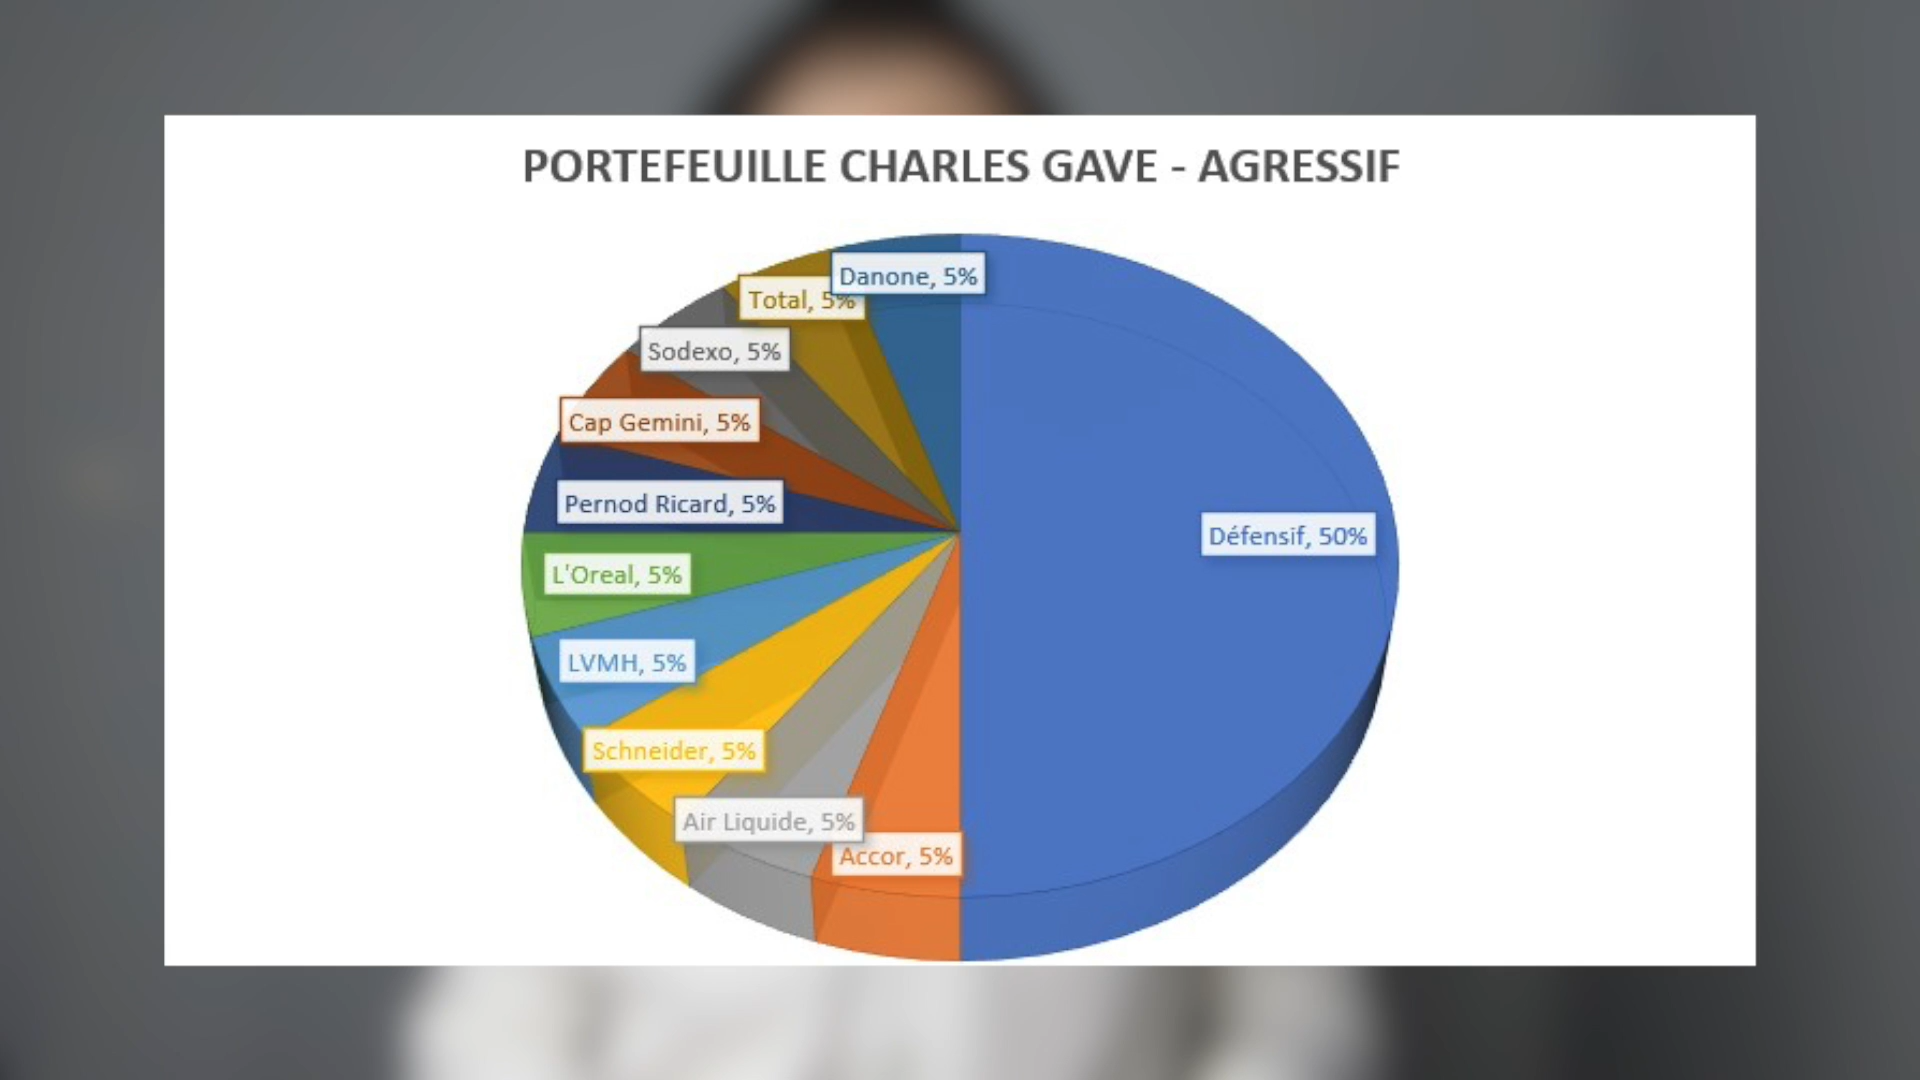 PORTEFEUILLE CHARLES GAVE - AGRESSIF
Danone, 5%
Total, 5%
Sodexo, 5%
Cap Gemini, 5%
Pernod Ricard, 5%
Défensif, 50%
L'Oreal, 5%
LVMH, 5%
Schneider, 5%
Air Liquide, 5%
Accor, 5%